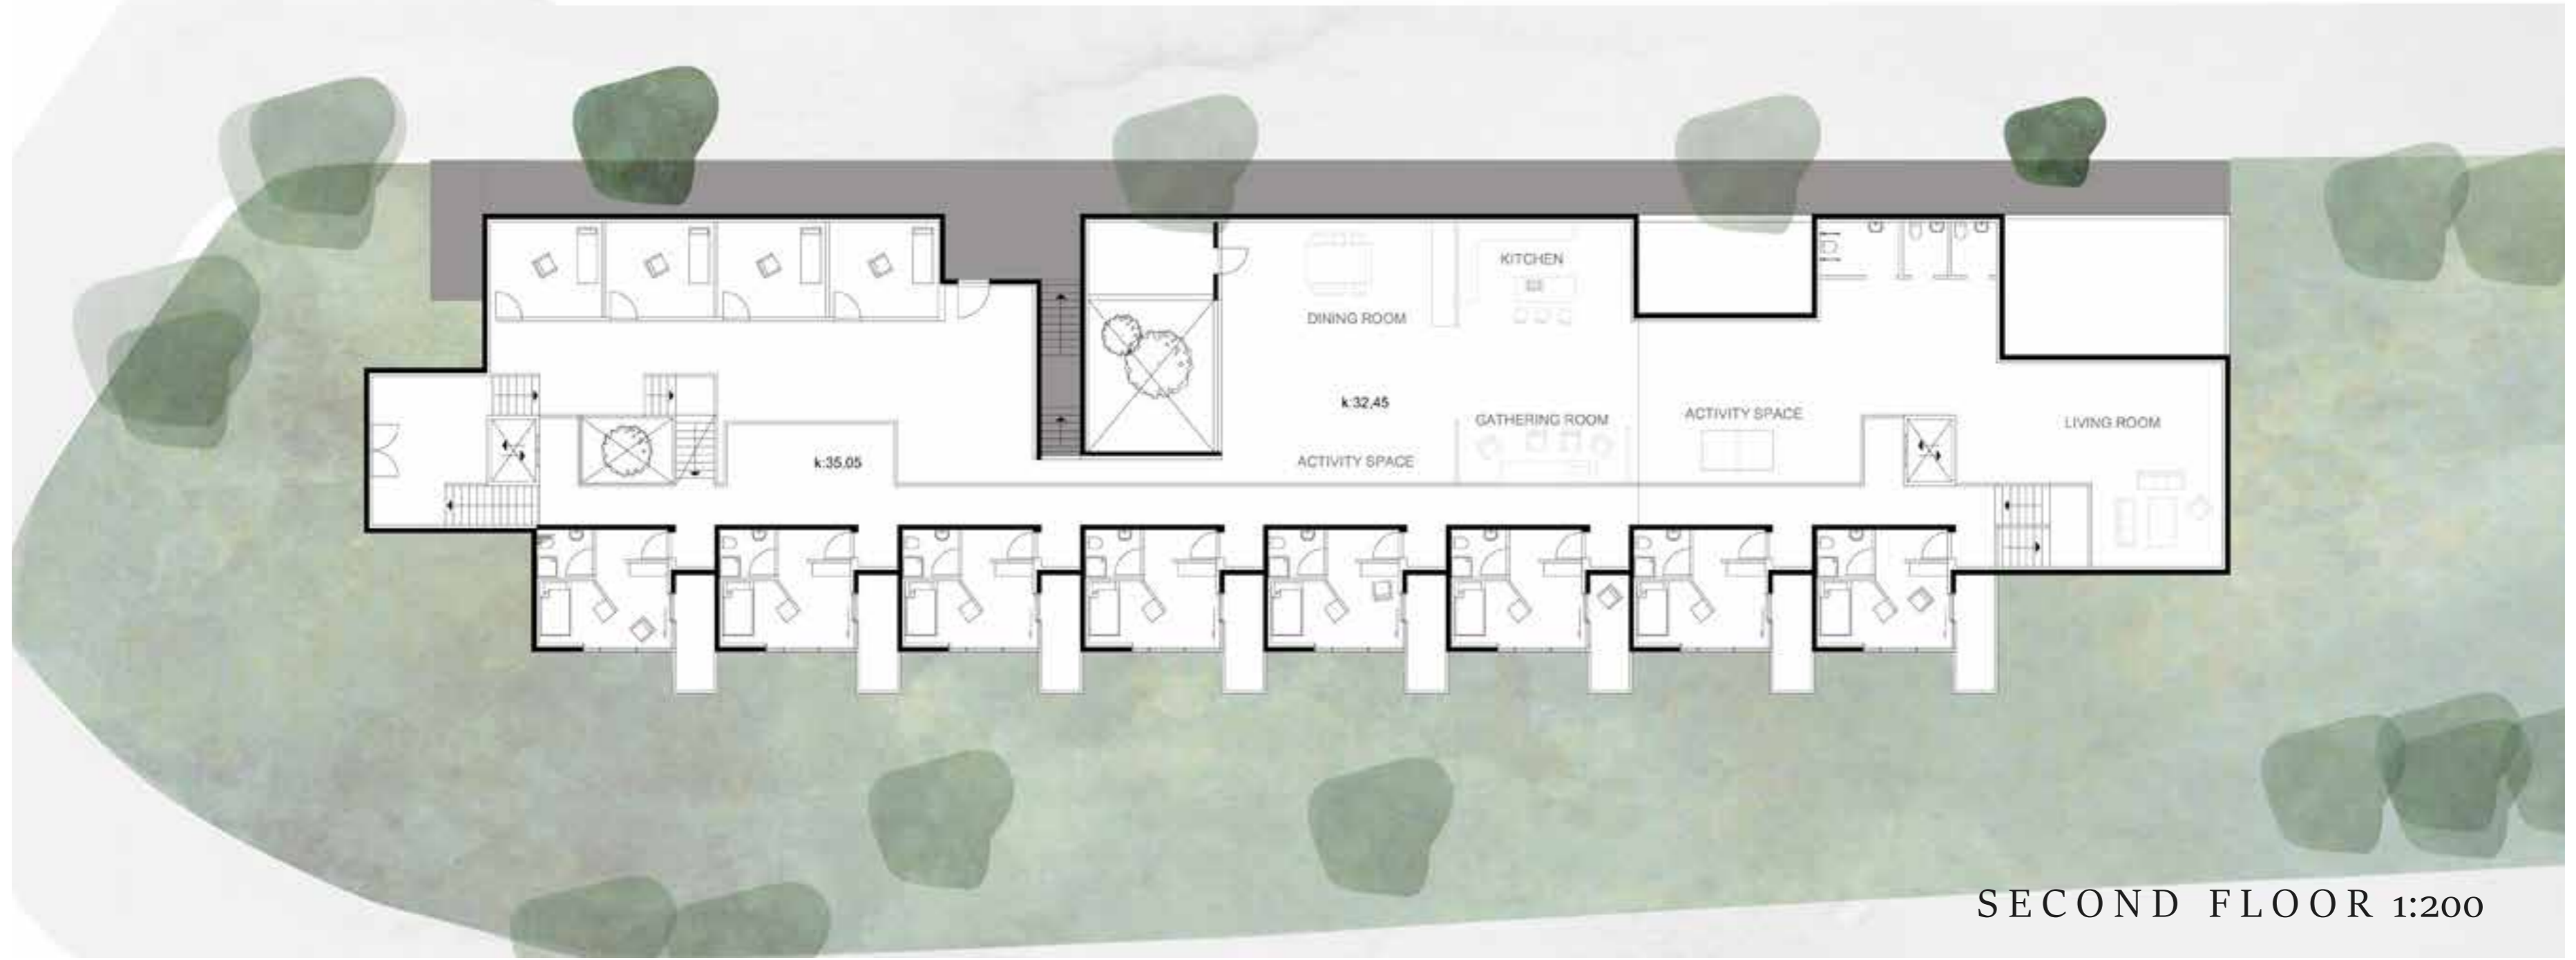 KITCHEN
DINING ROOM
k:32,45
GATHERING ROOM
ACTIVITY SPACE
LIVING ROOM
k:35,05
ACTIVITY SPACE
SECOND FLOOR 1:200